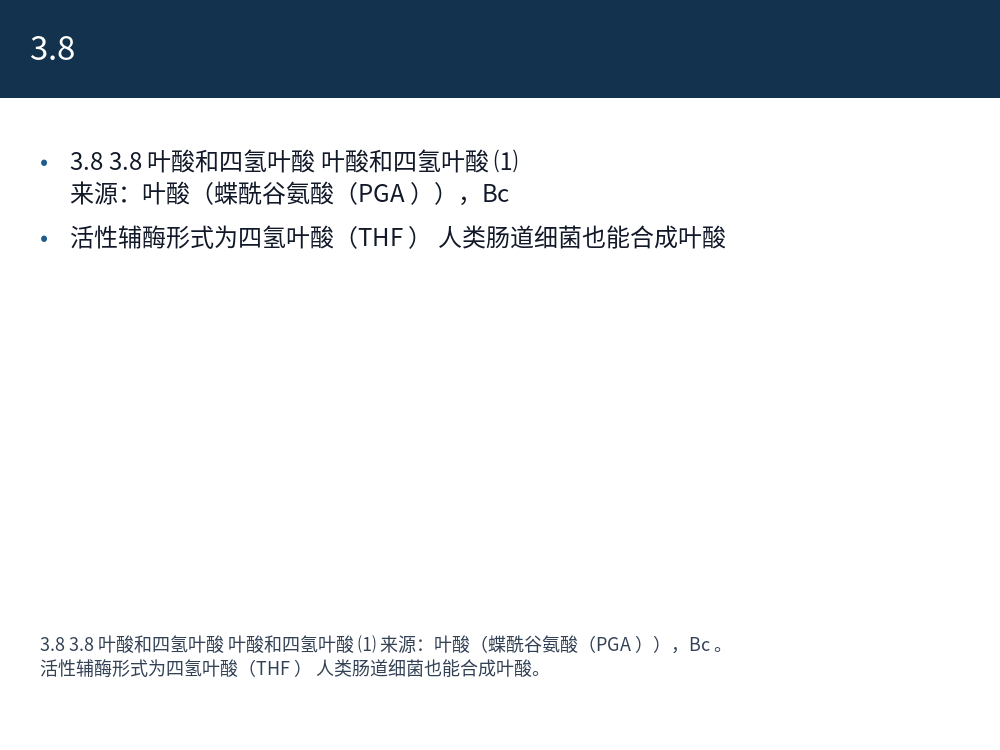 3.8
• 3.8 3.8 叶酸和四氢叶酸 叶酸和四氢叶酸⑴
来源：叶酸（蝶酰谷氨酸（PGA ）），Bc
• 活性辅酶形式为四氢叶酸（THF ） 人类肠道细菌也能合成叶酸
3.8 3.8 叶酸和四氢叶酸 叶酸和四氢叶酸⑴ 来源：叶酸（蝶酰谷氨酸（PGA ）），Bc 。
活性辅酶形式为四氢叶酸（THF ） 人类肠道细菌也能合成叶酸。